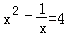 x² − 1/x = 4